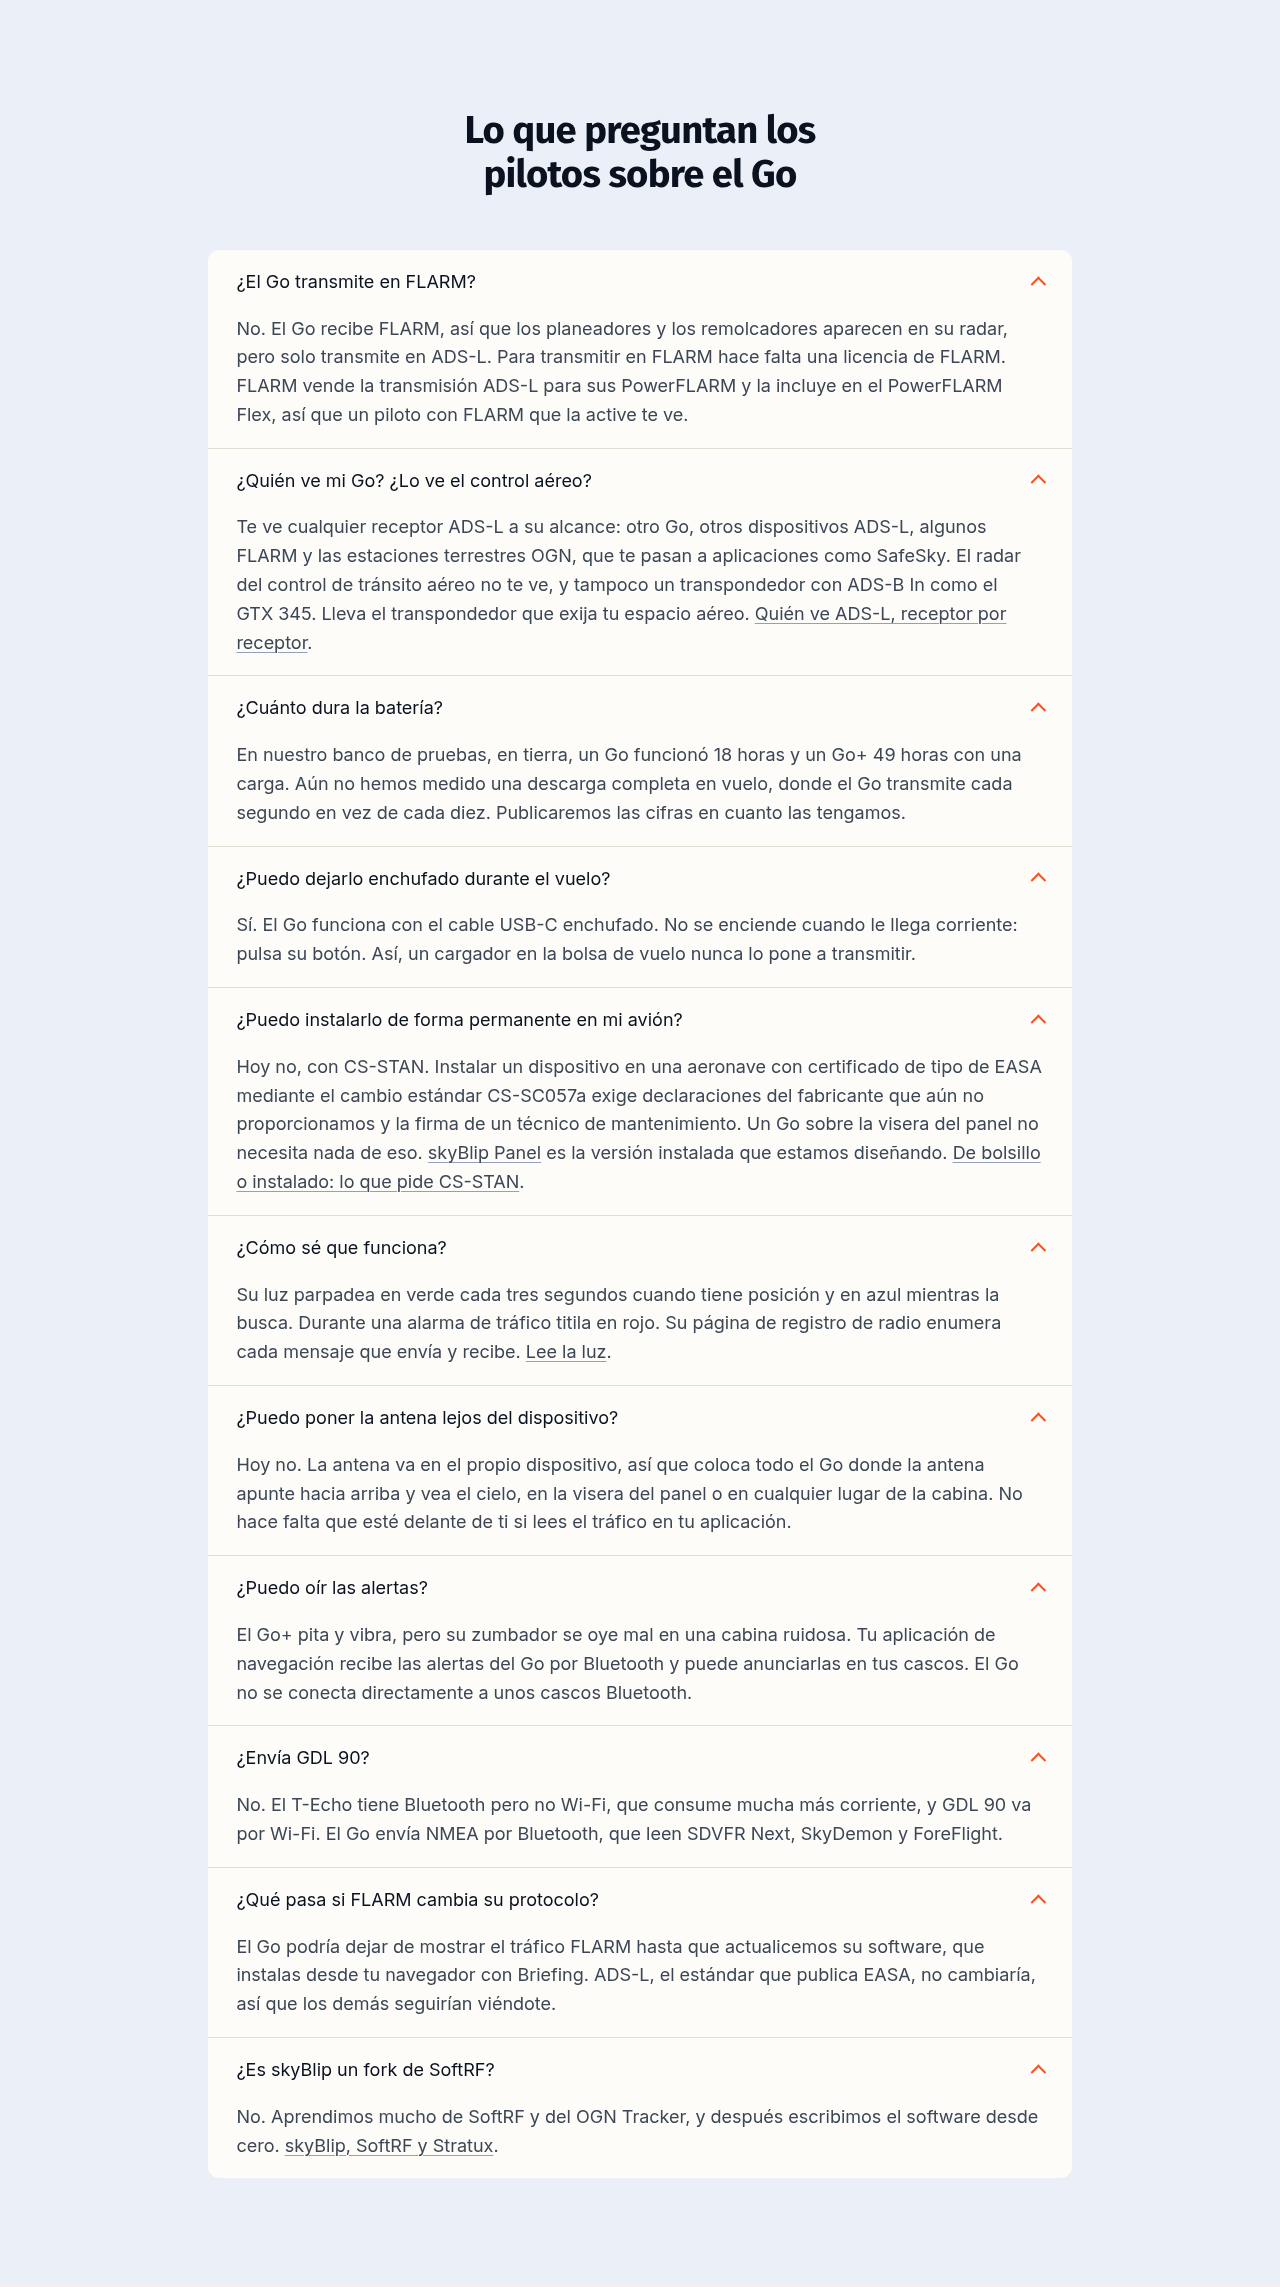 Lo que preguntan los
pilotos sobre el Go
¿El Go transmite en FLARM?
No. El Go recibe FLARM, así que los planeadores y los remolcadores aparecen en su radar,
pero solo transmite en ADS-L. Para transmitir en FLARM hace falta una licencia de FLARM.
FLARM vende la transmisión ADS-L para sus PowerFLARM y la incluye en el PowerFLARM
Flex, así que un piloto con FLARM que la active te ve.
¿Quién ve mi Go? ¿Lo ve el control aéreo?
Te ve cualquier receptor ADS-L a su alcance: otro Go, otros dispositivos ADS-L, algunos
FLARM y las estaciones terrestres OGN, que te pasan a aplicaciones como SafeSky. El radar
del control de tránsito aéreo no te ve, y tampoco un transpondedor con ADS-B In como el
GTX 345. Lleva el transpondedor que exija tu espacio aéreo. Quién ve ADS-L, receptor por
receptor.
¿Cuánto dura la batería?
En nuestro banco de pruebas, en tierra, un Go funcionó 18 horas y un Go+ 49 horas con una
carga. Aún no hemos medido una descarga completa en vuelo, donde el Go transmite cada
segundo en vez de cada diez. Publicaremos las cifras en cuanto las tengamos.
¿Puedo dejarlo enchufado durante el vuelo?
Sí. El Go funciona con el cable USB-C enchufado. No se enciende cuando le llega corriente:
pulsa su botón. Así, un cargador en la bolsa de vuelo nunca lo pone a transmitir.
¿Puedo instalarlo de forma permanente en mi avión?
Hoy no, con CS-STAN. Instalar un dispositivo en una aeronave con certificado de tipo de EASA
mediante el cambio estándar CS-SC057a exige declaraciones del fabricante que aún no
proporcionamos y la firma de un técnico de mantenimiento. Un Go sobre la visera del panel no
necesita nada de eso. skyBlip Panel es la versión instalada que estamos diseñando. De bolsillo
o instalado: lo que pide CS-STAN.
¿Cómo sé que funciona?
Su luz parpadea en verde cada tres segundos cuando tiene posición y en azul mientras la
busca. Durante una alarma de tráfico titila en rojo. Su página de registro de radio enumera
cada mensaje que envía y recibe. Lee la luz.
¿Puedo poner la antena lejos del dispositivo?
Hoy no. La antena va en el propio dispositivo, así que coloca todo el Go donde la antena
apunte hacia arriba y vea el cielo, en la visera del panel o en cualquier lugar de la cabina. No
hace falta que esté delante de ti si lees el tráfico en tu aplicación.
¿Puedo oír las alertas?
El Go+ pita y vibra, pero su zumbador se oye mal en una cabina ruidosa. Tu aplicación de
navegación recibe las alertas del Go por Bluetooth y puede anunciarlas en tus cascos. El Go
no se conecta directamente a unos cascos Bluetooth.
¿Envía GDL 90?
No. El T-Echo tiene Bluetooth pero no Wi-Fi, que consume mucha más corriente, y GDL 90 va
por Wi-Fi. El Go envía NMEA por Bluetooth, que leen SDVFR Next, SkyDemon y ForeFlight.
¿Qué pasa si FLARM cambia su protocolo?
El Go podría dejar de mostrar el tráfico FLARM hasta que actualicemos su software, que
instalas desde tu navegador con Briefing. ADS-L, el estándar que publica EASA, no cambiaría,
así que los demás seguirían viéndote.
¿Es skyBlip un fork de SoftRF?
No. Aprendimos mucho de SoftRF y del OGN Tracker, y después escribimos el software desde
cero. skyBlip, SoftRF y Stratux.